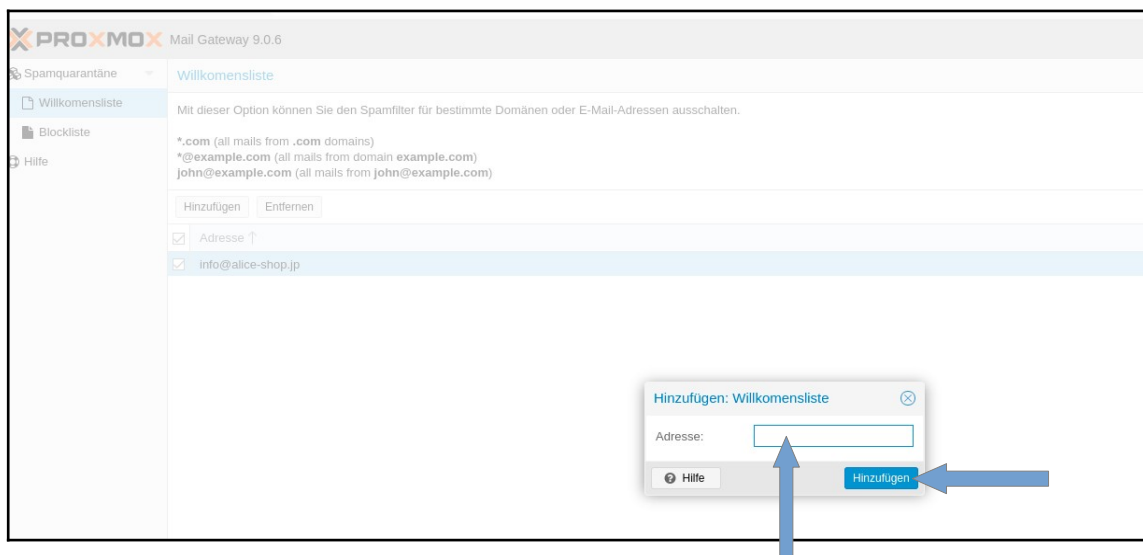 PROXMOX Mail Gateway 9.0.6
Spamquarantäne
Willkomensliste
Blockliste
Hilfe
Willkomensliste
Mit dieser Option können Sie den Spamfilter für bestimmte Domänen oder E-Mail-Adressen ausschalten.
*.com (all mails from .com domains)
*@example.com (all mails from domain example.com)
john@example.com (all mails from john@example.com)
Hinzufügen Entfernen
Adresse ↑
info@alice-shop.jp
Hinzufügen: Willkomensliste
Adresse:
Hilfe Hinzufügen